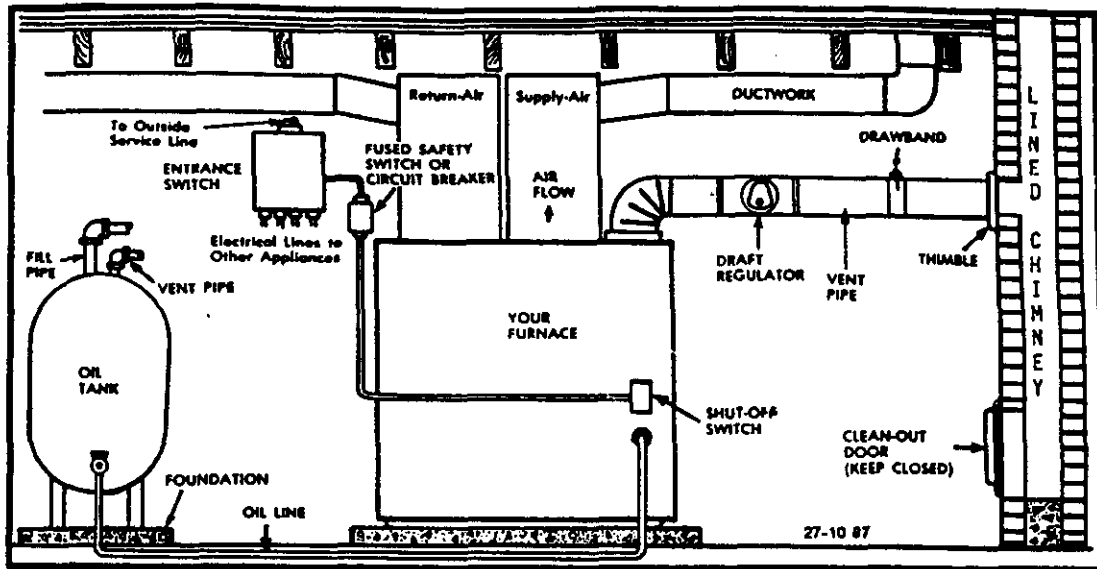 Return-Air
Supply-Air
DUCTWORK
To Outside
Service Line
ENTRANCE
SWITCH
FUSED SAFETY
SWITCH OR
CIRCUIT BREAKER
AIR
FLOW
DRAWBAND
LINED CHIMNEY
Electrical Lines to
Other Appliances
FILL
PIPE
VENT PIPE
DRAFT
REGULATOR
VENT
PIPE
THIMBLE
YOUR
FURNACE
OIL
TANK
SHUT-OFF
SWITCH
CLEAN-OUT
DOOR
(KEEP CLOSED)
FOUNDATION
OIL LINE
27-10 87